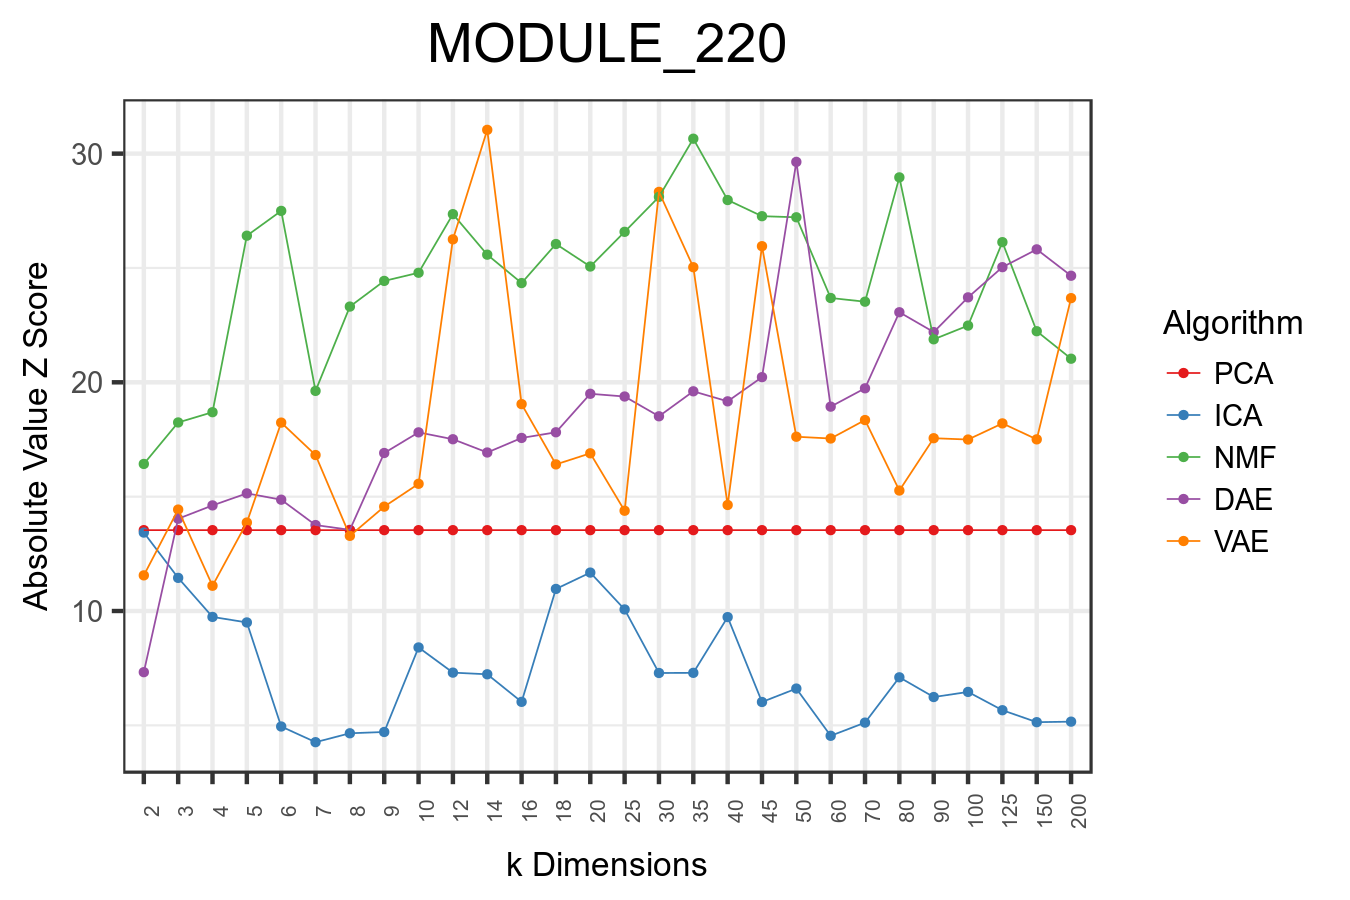 MODULE_220
Absolute Value Z Score
30
20
10
2 3 4 5 6 7 8 9 10 12 14 16 18 20 25 30 35 40 45 50 60 70 80 90 100 125 150 200
k Dimensions
Algorithm
PCA
ICA
NMF
DAE
VAE